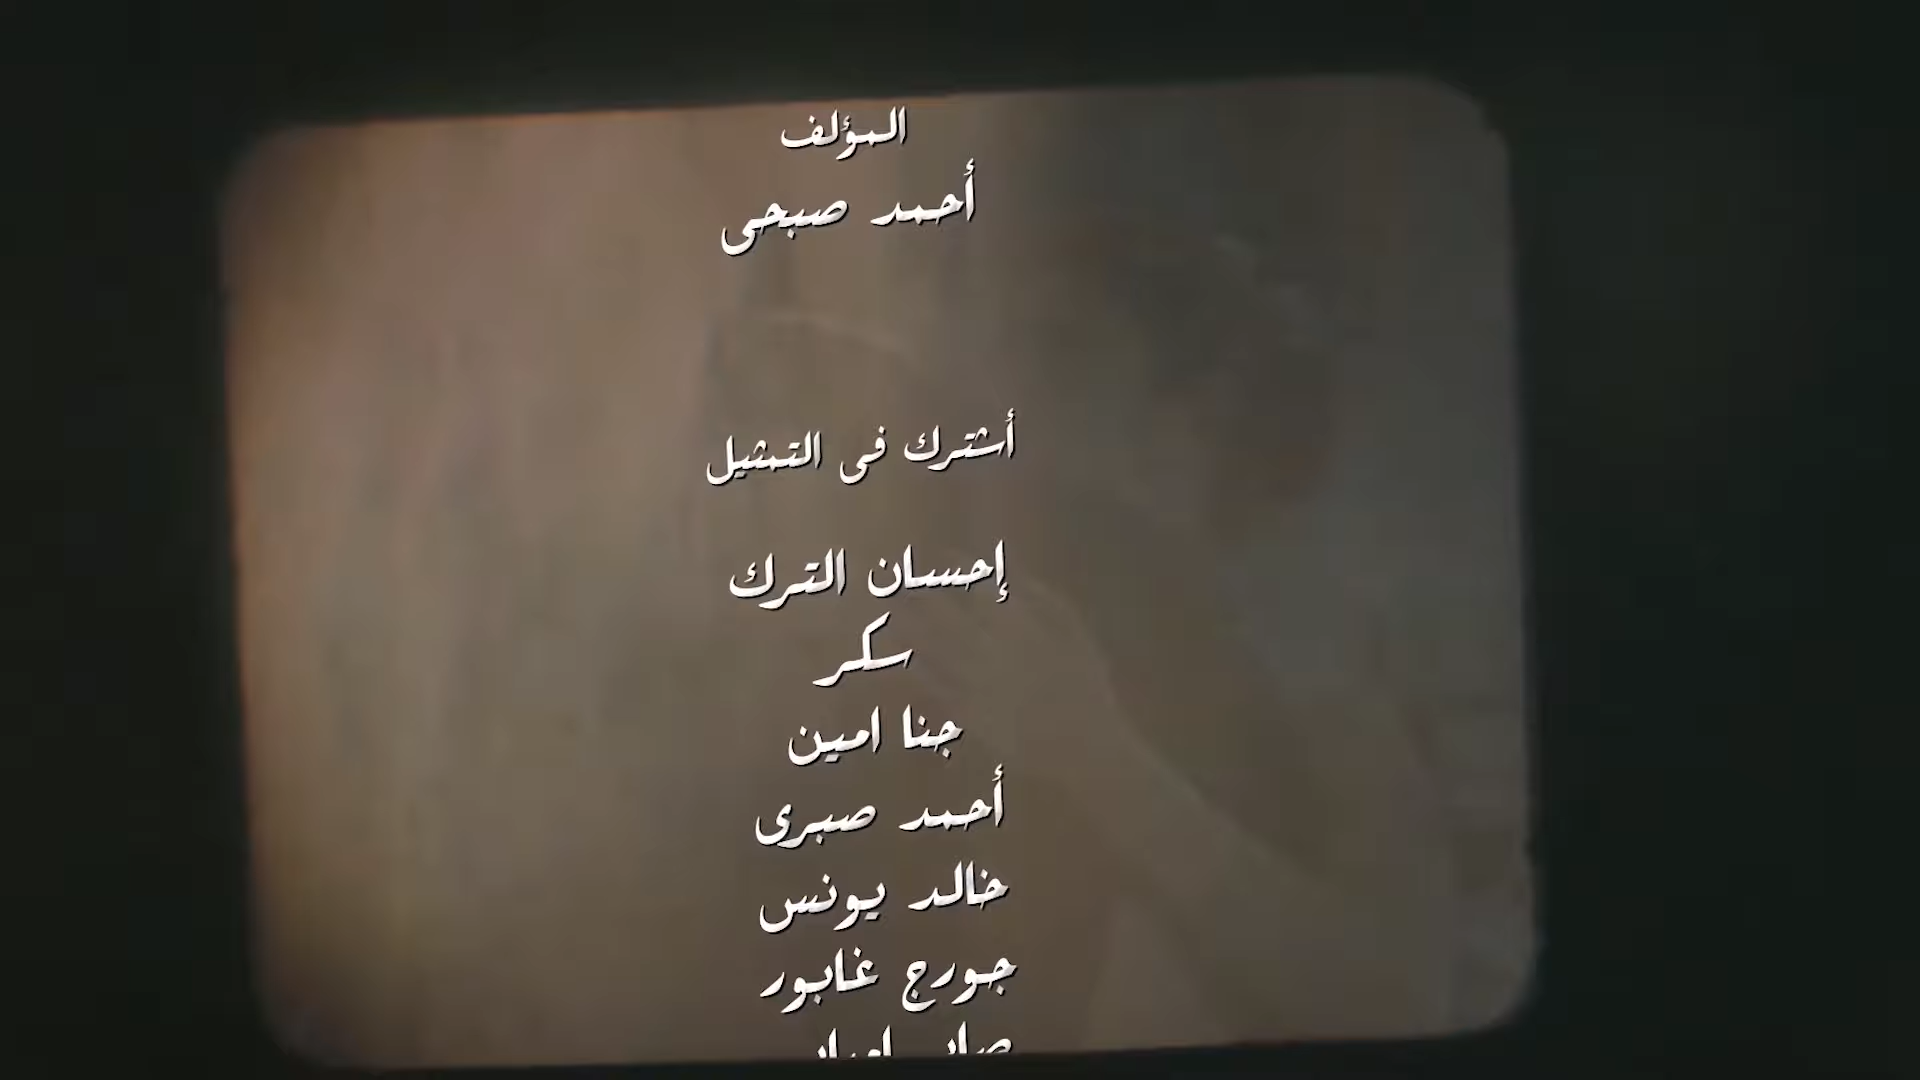 المؤلف
أحمد صبحى
أشترك فى التمثيل
إحسان الترك
سكر
جنا امين
أحمد صبرى
خالد يونس
جورج غابور